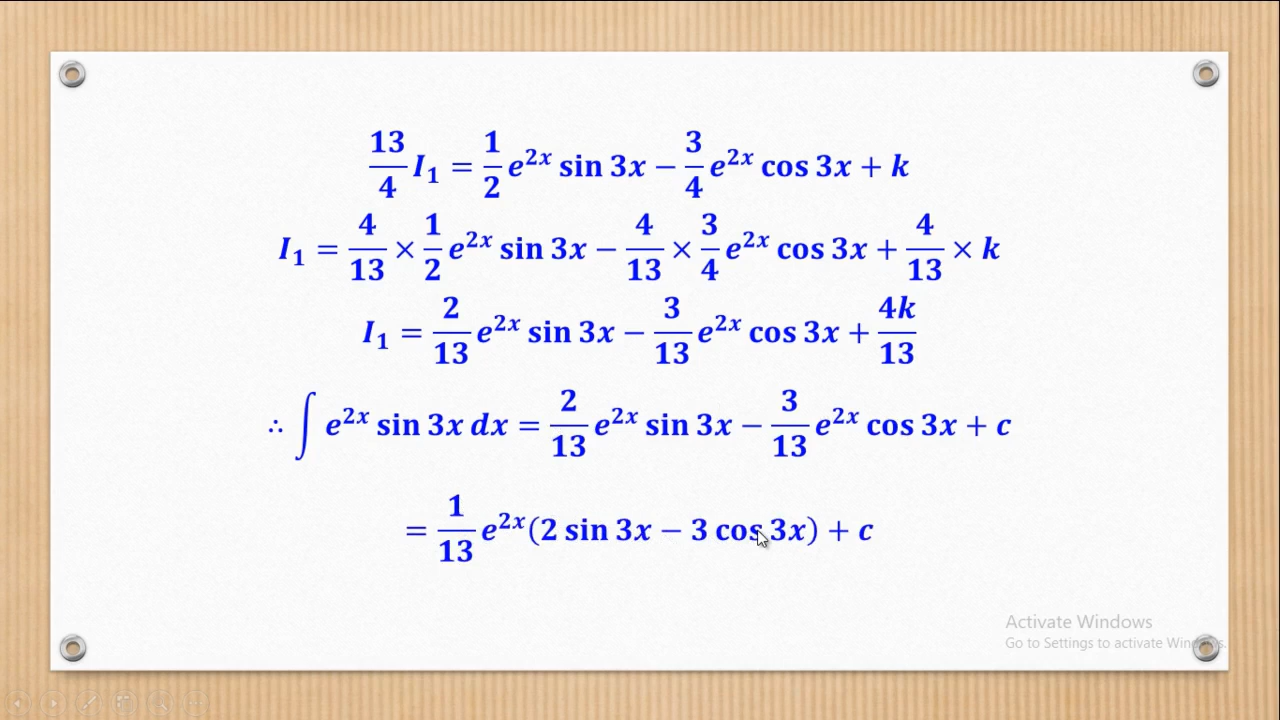 13/4 I₁ = 1/2 e^{2x} sin 3x − 3/4 e^{2x} cos 3x + k
I₁ = 4/13 × 1/2 e^{2x} sin 3x − 4/13 × 3/4 e^{2x} cos 3x + 4/13 × k
I₁ = 2/13 e^{2x} sin 3x − 3/13 e^{2x} cos 3x + 4k/13
∴ ∫ e^{2x} sin 3x dx = 2/13 e^{2x} sin 3x − 3/13 e^{2x} cos 3x + c
= 1/13 e^{2x}(2 sin 3x − 3 cos 3x) + c
Activate Windows
Go to Settings to activate Windows.